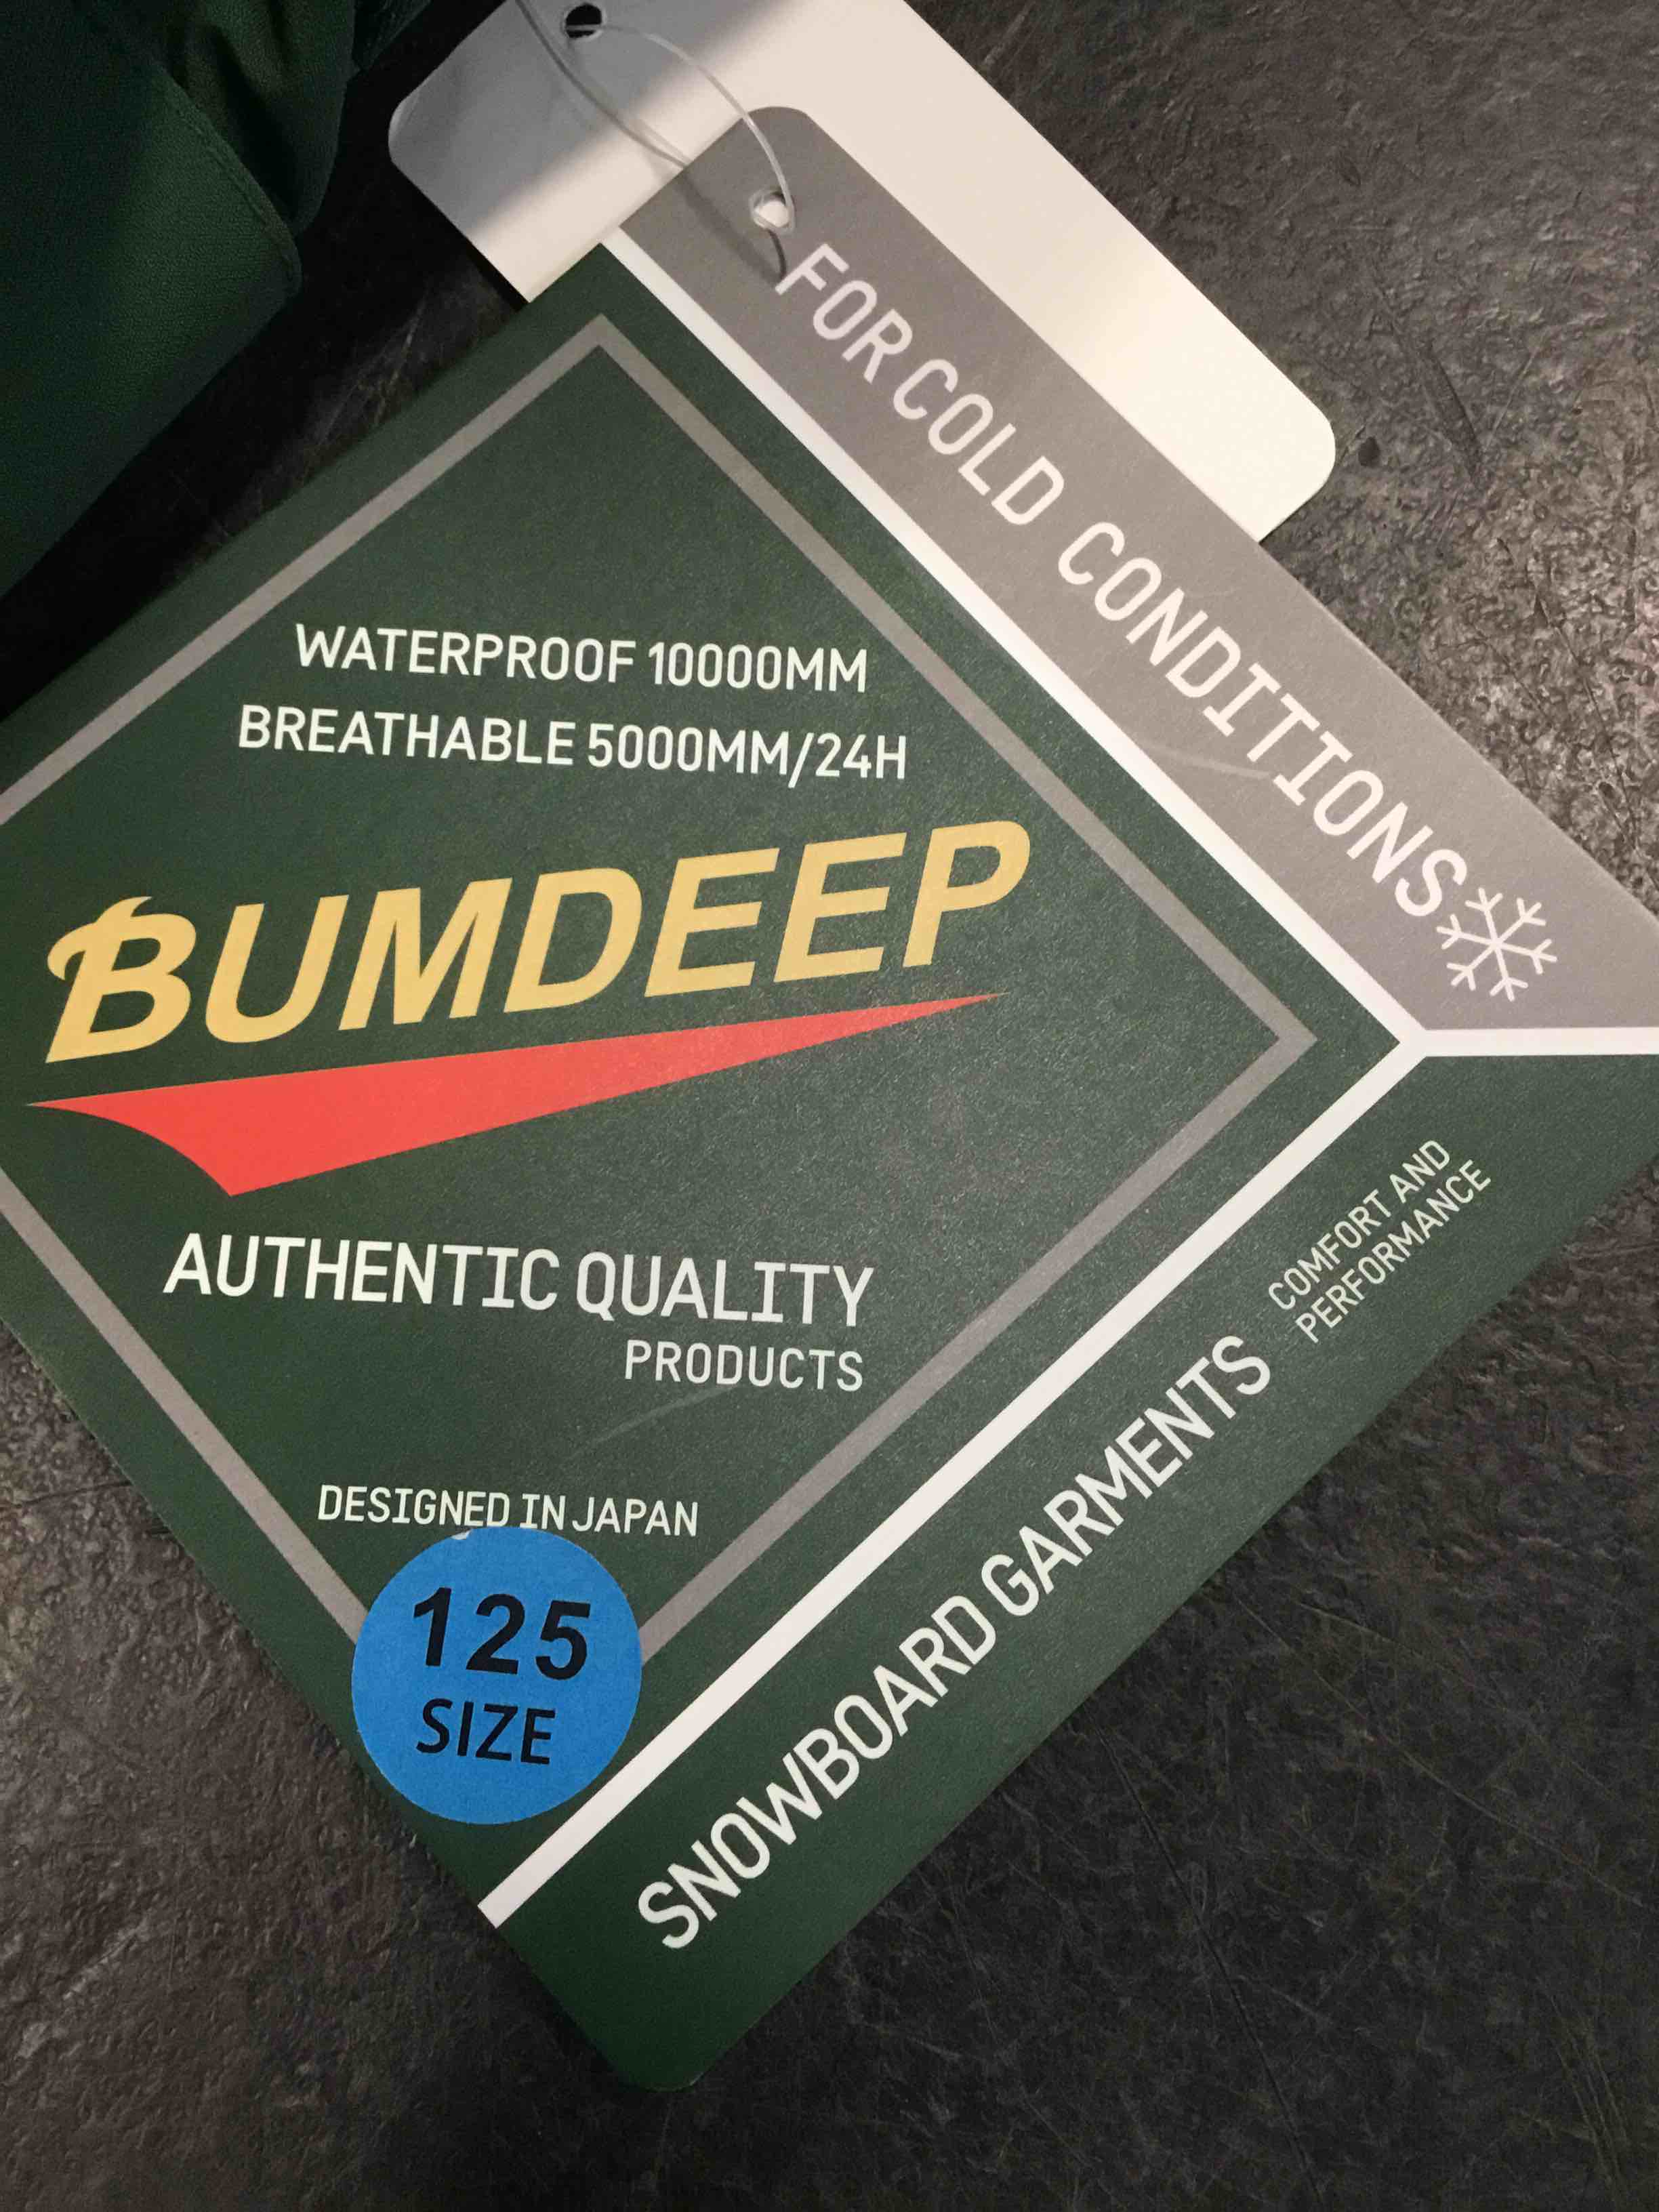 FOR COLD CONDITIONS
WATERPROOF 10000MM
BREATHABLE 5000MM/24H
BUMDEEP
AUTHENTIC QUALITY
PRODUCTS
DESIGNED IN JAPAN
125
SIZE
SNOWBOARD GARMENTS
COMFORT AND
PERFORMANCE